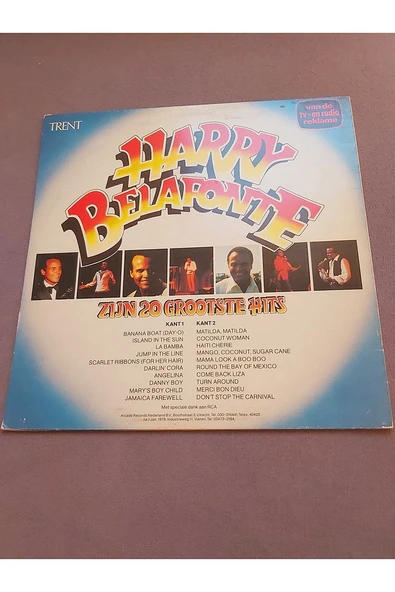 TRENT
van de
tv- en radio
reklame
HARRY
BELAFONTE
ZIJN 20 GROOTSTE HITS
KANT 1
BANANA BOAT (DAY-O)
ISLAND IN THE SUN
LA BAMBA
JUMP IN THE LINE
SCARLET RIBBONS (FOR HER HAIR)
DARLIN' CORA
ANGELINA
DANNY BOY
MARY'S BOY CHILD
JAMAICA FAREWELL
KANT 2
MATILDA, MATILDA
COCONUT WOMAN
HAITI CHERIE
MANGO, COCONUT, SUGAR CANE
MAMA LOOK A BOO BOO
ROUND THE BAY OF MEXICO
COME BACK LIZA
TURN AROUND
MERCI BON DIEU
DON'T STOP THE CARNIVAL
Met speciale dank aan RCA
Arcade Records Nederland B.V.